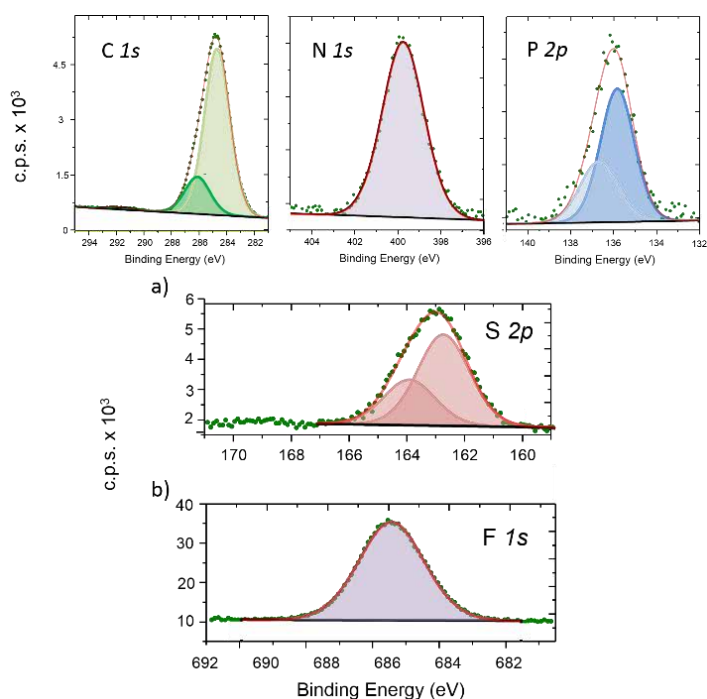 C 1s
N 1s
P 2p
c.p.s. x 10³
4.5
3
1.5
0
294 292 290 288 286 284 282
Binding Energy (eV)
404 402 400 398 396
Binding Energy (eV)
140 138 136 134 132
Binding Energy (eV)
a)
S 2p
c.p.s. x 10³
6
5
4
3
2
170 168 166 164 162 160
b)
F 1s
40
30
20
10
692 690 688 686 684 682
Binding Energy (eV)